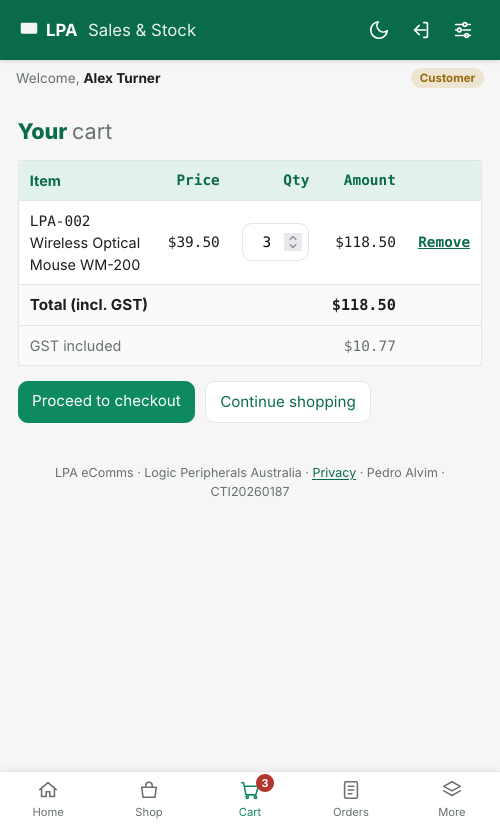 LPA Sales & Stock
Welcome, Alex Turner
Customer
Your cart
Item Price Qty Amount
LPA-002
Wireless Optical
Mouse WM-200
$39.50 3 $118.50 Remove
Total (incl. GST) $118.50
GST included $10.77
Proceed to checkout Continue shopping
LPA eComms · Logic Peripherals Australia · Privacy · Pedro Alvim ·
CTI20260187
3
Home Shop Cart Orders More